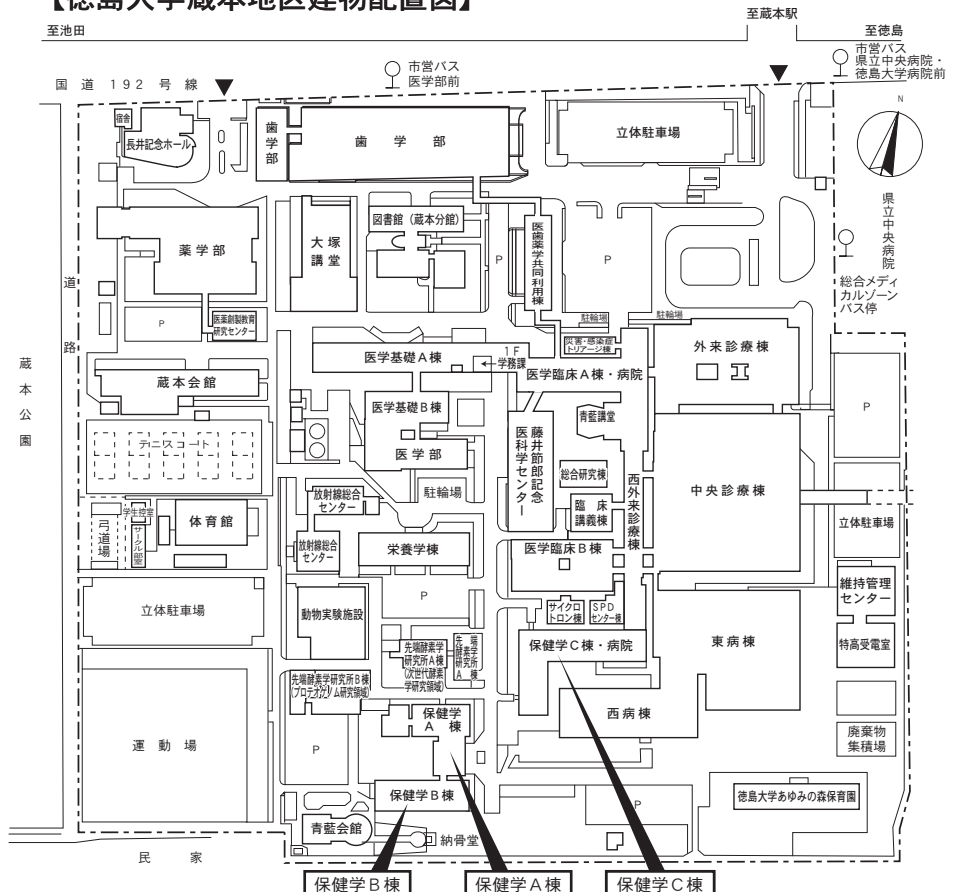 【徳島大学蔵本地区建物配置図】
至池田
至蔵本駅
至徳島
市営バス
医学部前
市営バス
県立中央病院・
徳島大学病院前
国道192号線
N
宿舎
長井記念ホール
歯学部
歯学部
立体駐車場
県立中央病院
薬学部
大塚
講堂
図書館（蔵本分館）
医歯薬学共同利用棟
P
P
総合メディ
カルゾーン
バス停
道路
P
医薬創製教育
研究センター
駐輪場
駐輪場
災害・感染症
トリアージ棟
外来診療棟
医学基礎A棟
1F
←学務課
医学臨床A棟・病院
蔵本公園
蔵本会館
医学基礎B棟
医学部
青藍講堂
P
テニスコート
藤井節郎記念
医科学センター
総合研究棟
西外来診療棟
中央診療棟
放射線総合
センター
駐輪場
臨床
講義棟
弓道場
学生控室
サークル部室
体育館
立体駐車場
放射線総合
センター
栄養学棟
医学臨床B棟
維持管理
センター
立体駐車場
動物実験施設
P
サイクロ
トロン棟
SPD
センター棟
東病棟
特高受電室
先端酵素学
研究所A棟
(次世代酵素
学研究領域)
先端
酵素学
研究所
A棟
保健学C棟・病院
先端酵素学研究所B棟
(プロテオゲノム研究領域)
西病棟
運動場
保健学
A棟
P
廃棄物
集積場
保健学B棟
P
徳島大学あゆみの森保育園
青藍会館
納骨堂
民家
保健学B棟
保健学A棟
保健学C棟